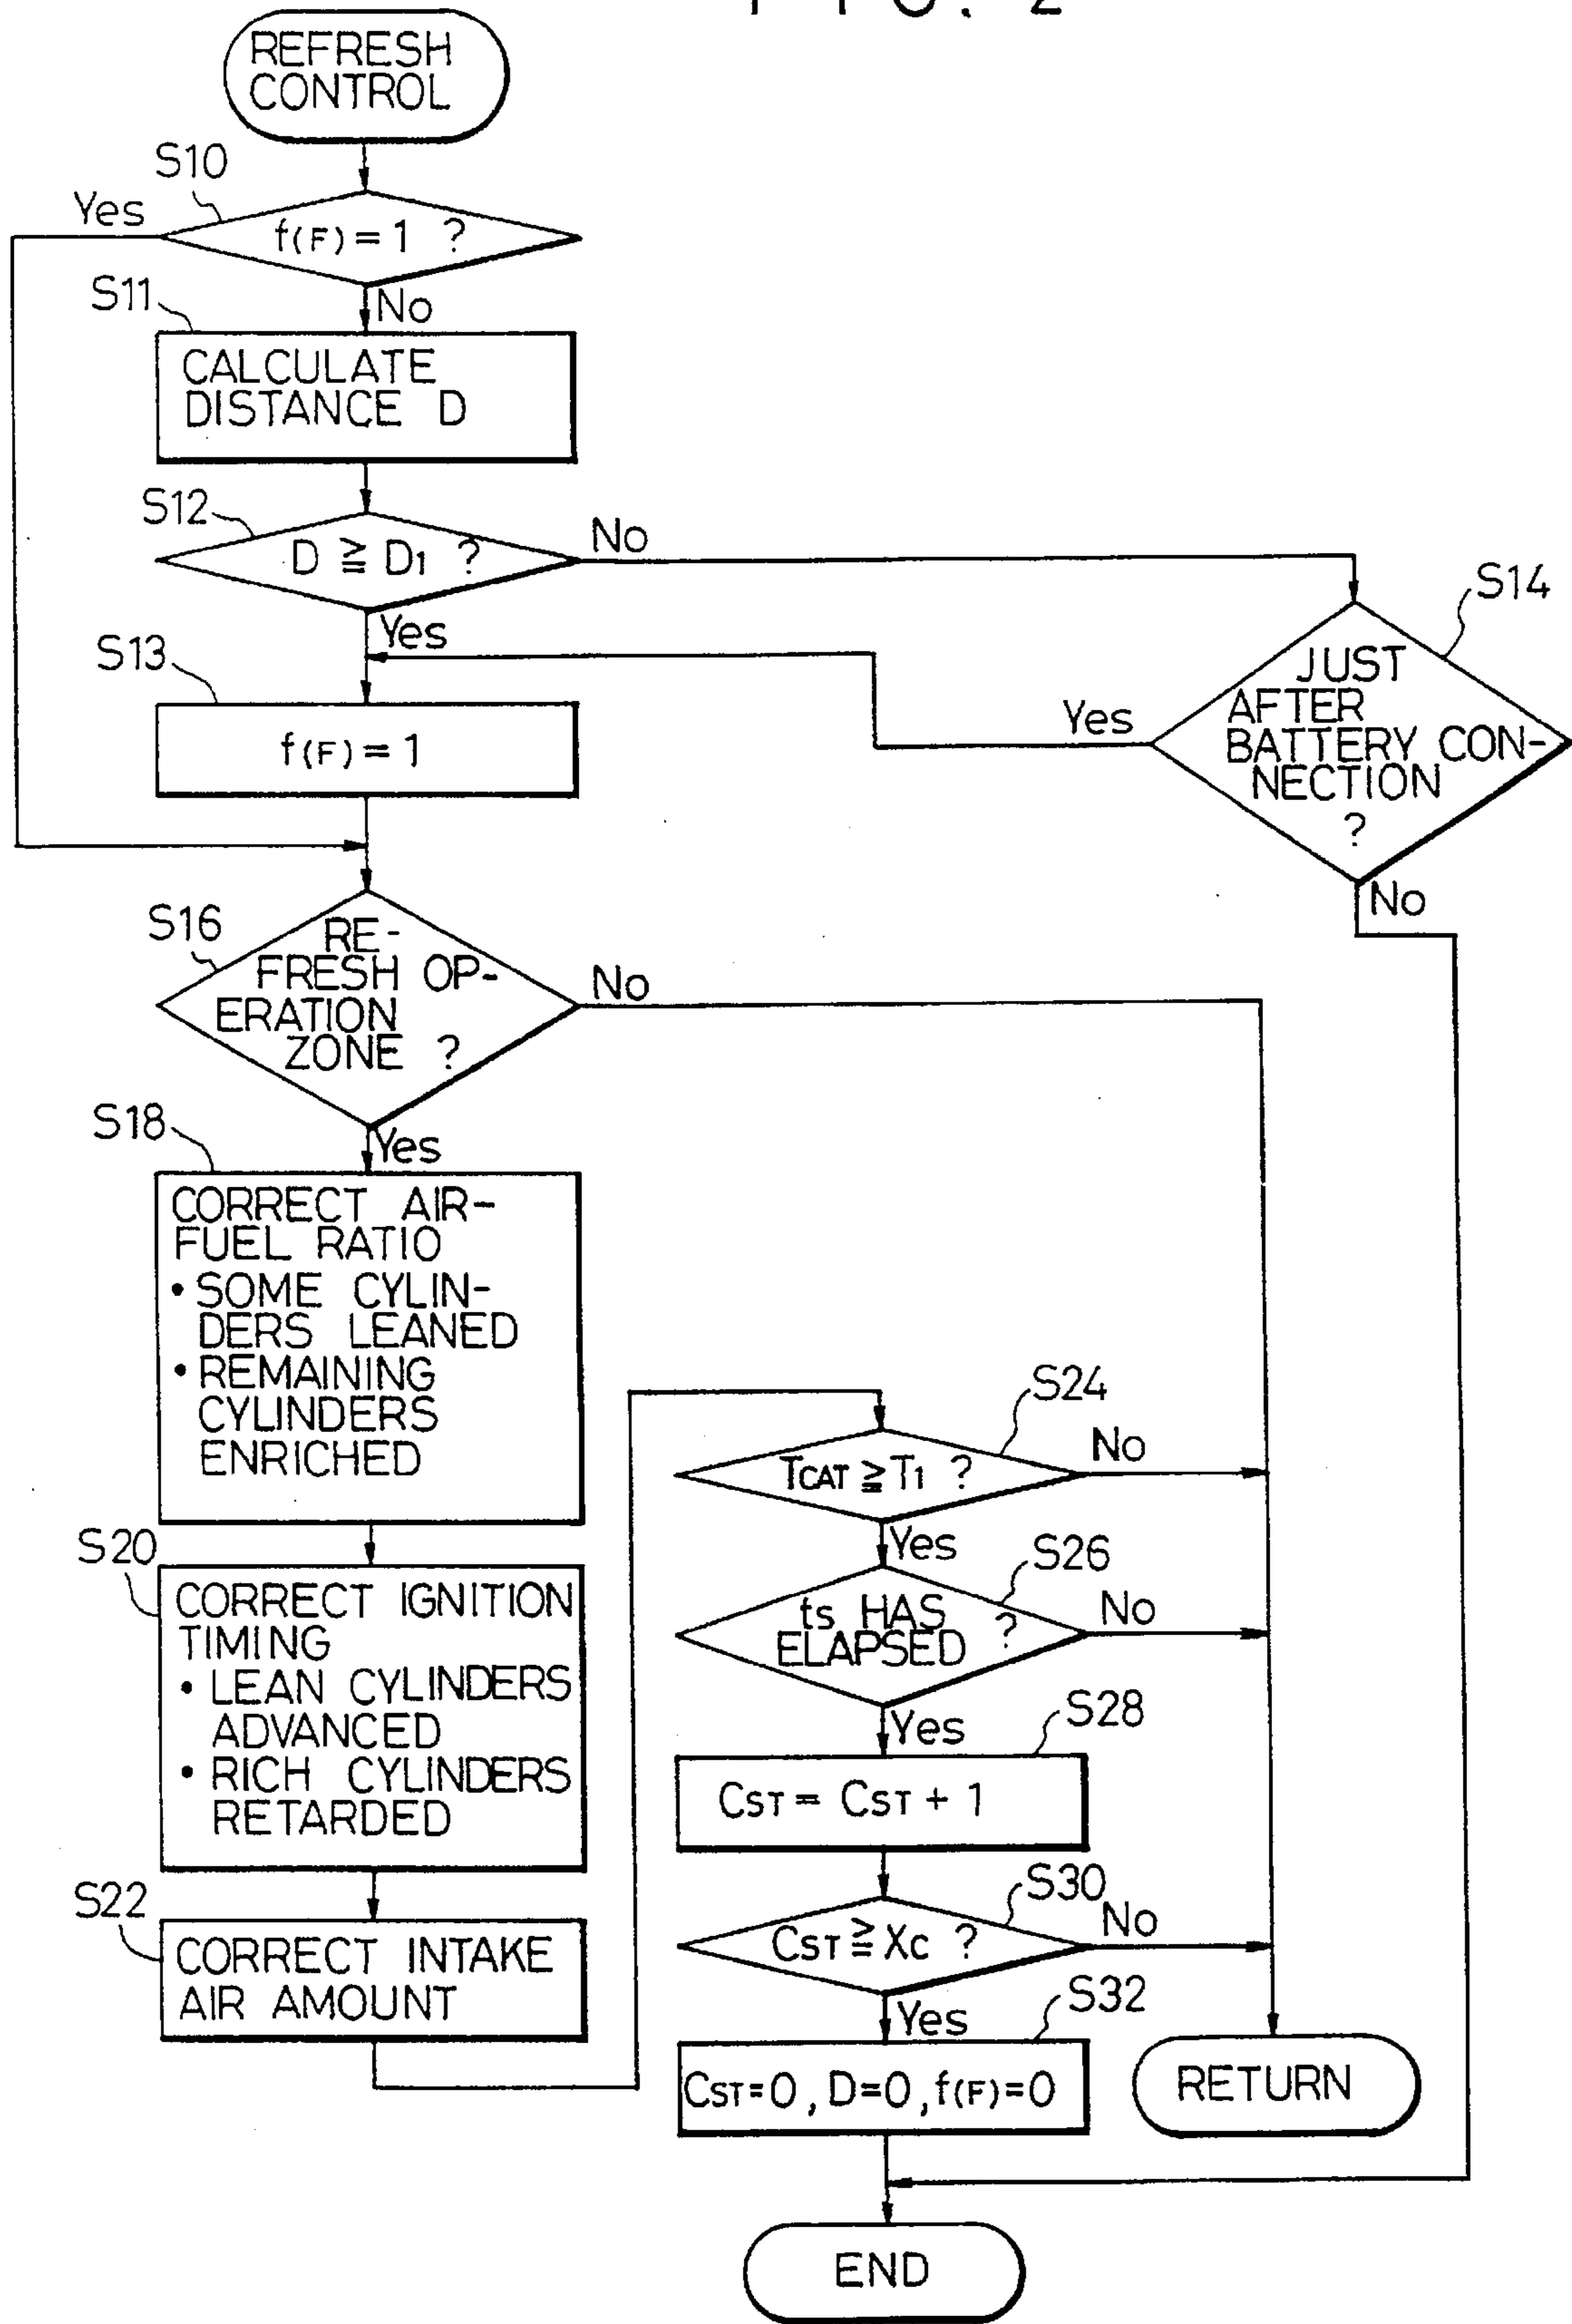 FIG. 2
REFRESH
CONTROL
S10
Yes
f(F) = 1 ?
No
S11
CALCULATE
DISTANCE D
S12
D ≧ D1 ?
No
Yes
S13
f(F) = 1
S14
JUST
AFTER
BATTERY CON-
NECTION
?
Yes
No
S16
RE-
FRESH OP-
ERATION
ZONE ?
No
Yes
S18
CORRECT AIR-
FUEL RATIO
• SOME CYLIN-
DERS LEANED
• REMAINING
CYLINDERS
ENRICHED
S20
CORRECT IGNITION
TIMING
• LEAN CYLINDERS
ADVANCED
• RICH CYLINDERS
RETARDED
S22
CORRECT INTAKE
AIR AMOUNT
S24
TCAT ≧ T1 ?
No
Yes
S26
ts HAS
ELAPSED ?
No
Yes
S28
CST = CST + 1
S30
CST ≧ XC ?
No
Yes
S32
CST=0, D=0, f(F)=0
RETURN
END